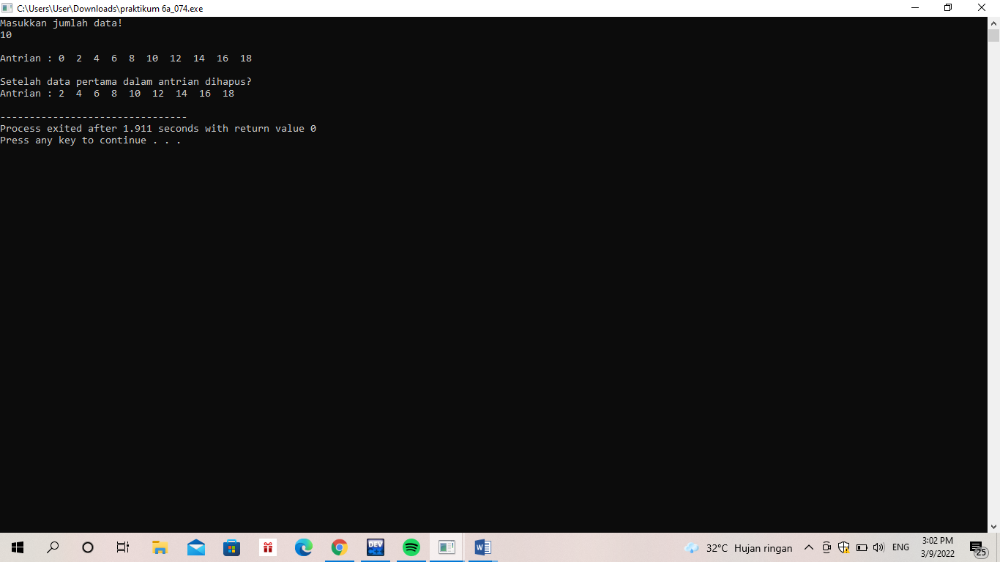 C:\Users\User\Downloads\praktikum 6a_074.exe
Masukkan jumlah data!
10
Antrian : 0  2  4  6  8  10  12  14  16  18
Setelah data pertama dalam antrian dihapus?
Antrian : 2  4  6  8  10  12  14  16  18
--------------------------------
Process exited after 1.911 seconds with return value 0
Press any key to continue . . .
DEV
C++
W
32°C Hujan ringan
ENG
3:02 PM
3/9/2022
25